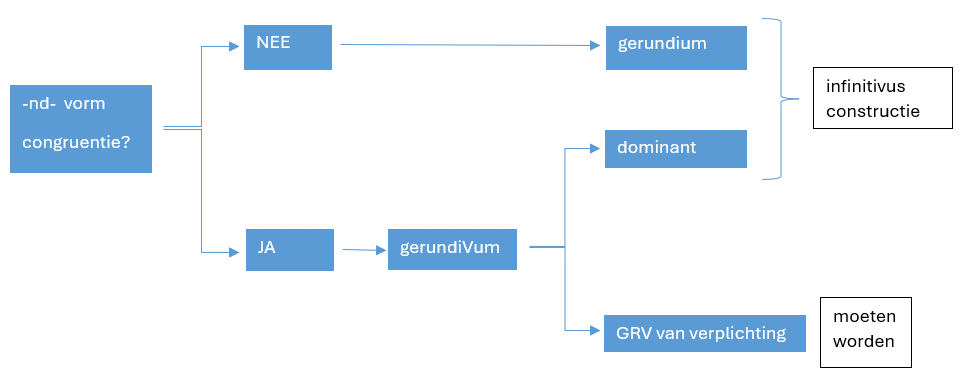 -nd- vorm
congruentie?
NEE
gerundium
infinitivus
constructie
dominant
JA
gerundiVum
GRV van verplichting
moeten
worden